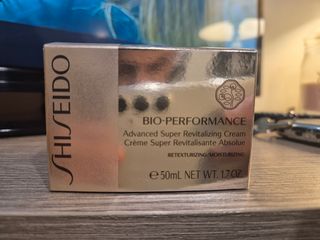 SHISEIDO
BIO-PERFORMANCE
Advanced Super Revitalizing Cream
Crème Super Revitalisante Absolue
RETEXTURIZING/MOISTURIZING
℮ 50mL NET WT. 1.7 OZ.